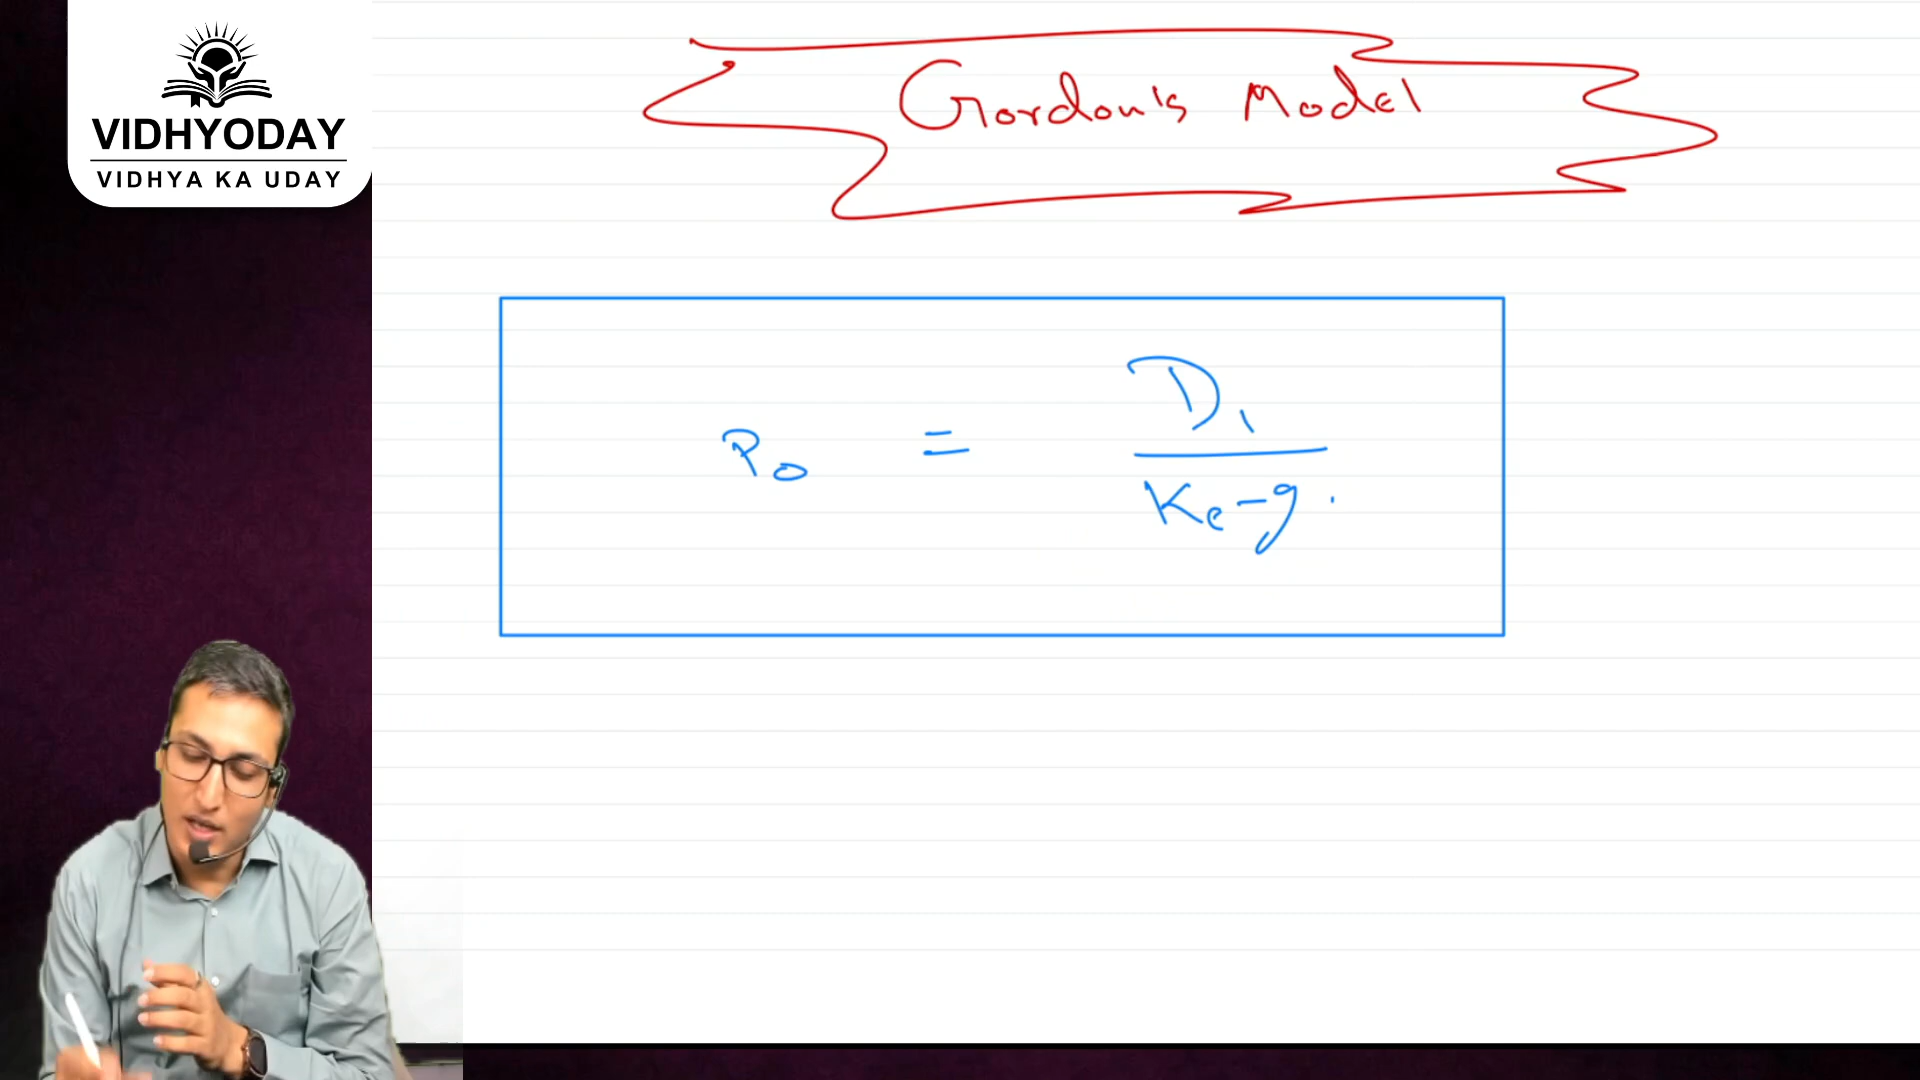 VIDHYODAY
VIDHYA KA UDAY
Gordon's Model
P₀ = D₁ / Ke-g.